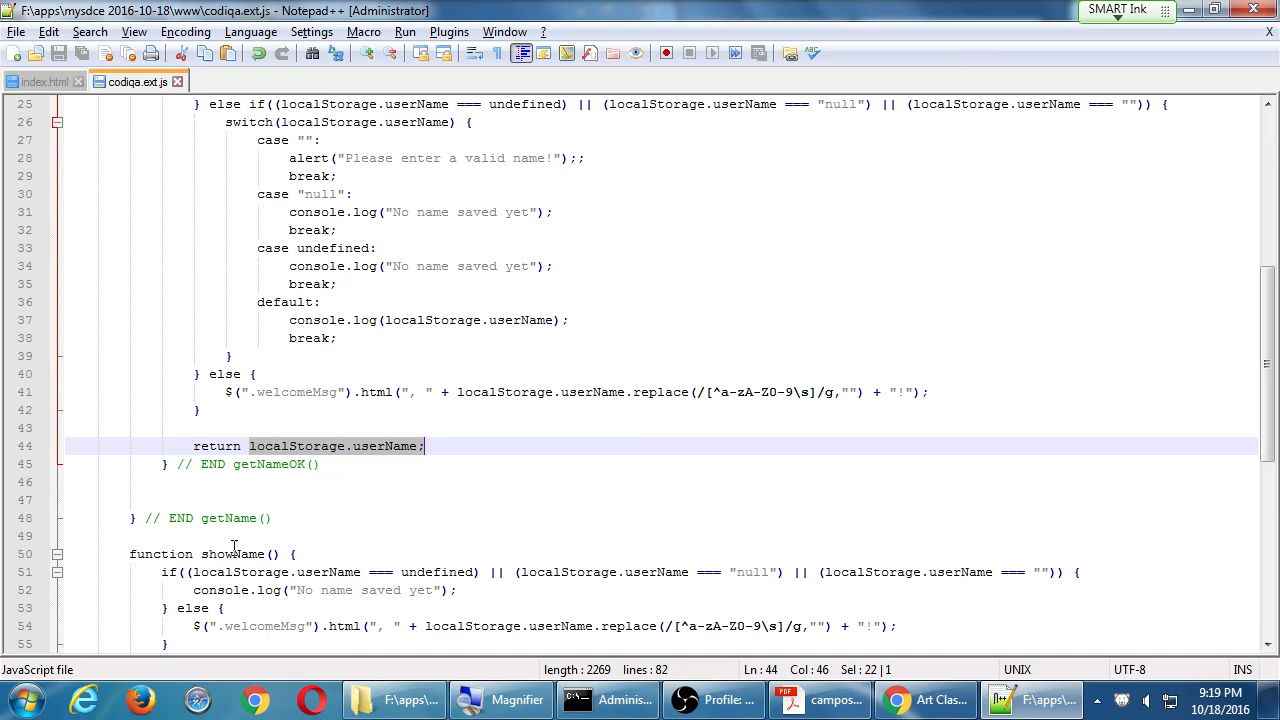 F:\apps\mysdce 2016-10-18\www\codiqa.ext.js - Notepad++ [Administrator]
SMART Ink
File Edit Search View Encoding Language Settings Macro Run Plugins Window ? X
index.html codiqa.ext.js
25 } else if((localStorage.userName === undefined) || (localStorage.userName === "null") || (localStorage.userName === "")) {
26 switch(localStorage.userName) {
27 case "":
28 alert("Please enter a valid name!");;
29 break;
30 case "null":
31 console.log("No name saved yet");
32 break;
33 case undefined:
34 console.log("No name saved yet");
35 break;
36 default:
37 console.log(localStorage.userName);
38 break;
39 }
40 } else {
41 $(".welcomeMsg").html(", " + localStorage.userName.replace(/[^a-zA-Z0-9\s]/g,"") + "!");
42 }
43
44 return localStorage.userName;
45 } // END getNameOK()
46
47
48 } // END getName()
49
50 function showName() {
51 if((localStorage.userName === undefined) || (localStorage.userName === "null") || (localStorage.userName === "")) {
52 console.log("No name saved yet");
53 } else {
54 $(".welcomeMsg").html(", " + localStorage.userName.replace(/[^a-zA-Z0-9\s]/g,"") + "!");
55 }
JavaScript file length : 2269 lines : 82 Ln : 44 Col : 46 Sel : 22 | 1 UNIX UTF-8 INS
F:\apps\... Magnifier Adminis... Profile: ... campos... Art Clas... F:\apps\... 9:19 PM
10/18/2016